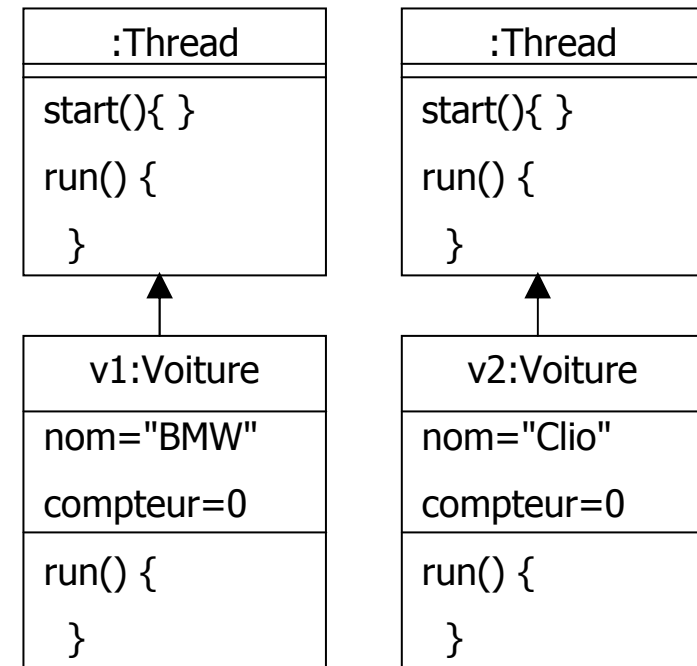 :Thread
start(){ }
run() {
}
v1:Voiture
nom="BMW"
compteur=0
run() {
}
:Thread
start(){ }
run() {
}
v2:Voiture
nom="Clio"
compteur=0
run() {
}